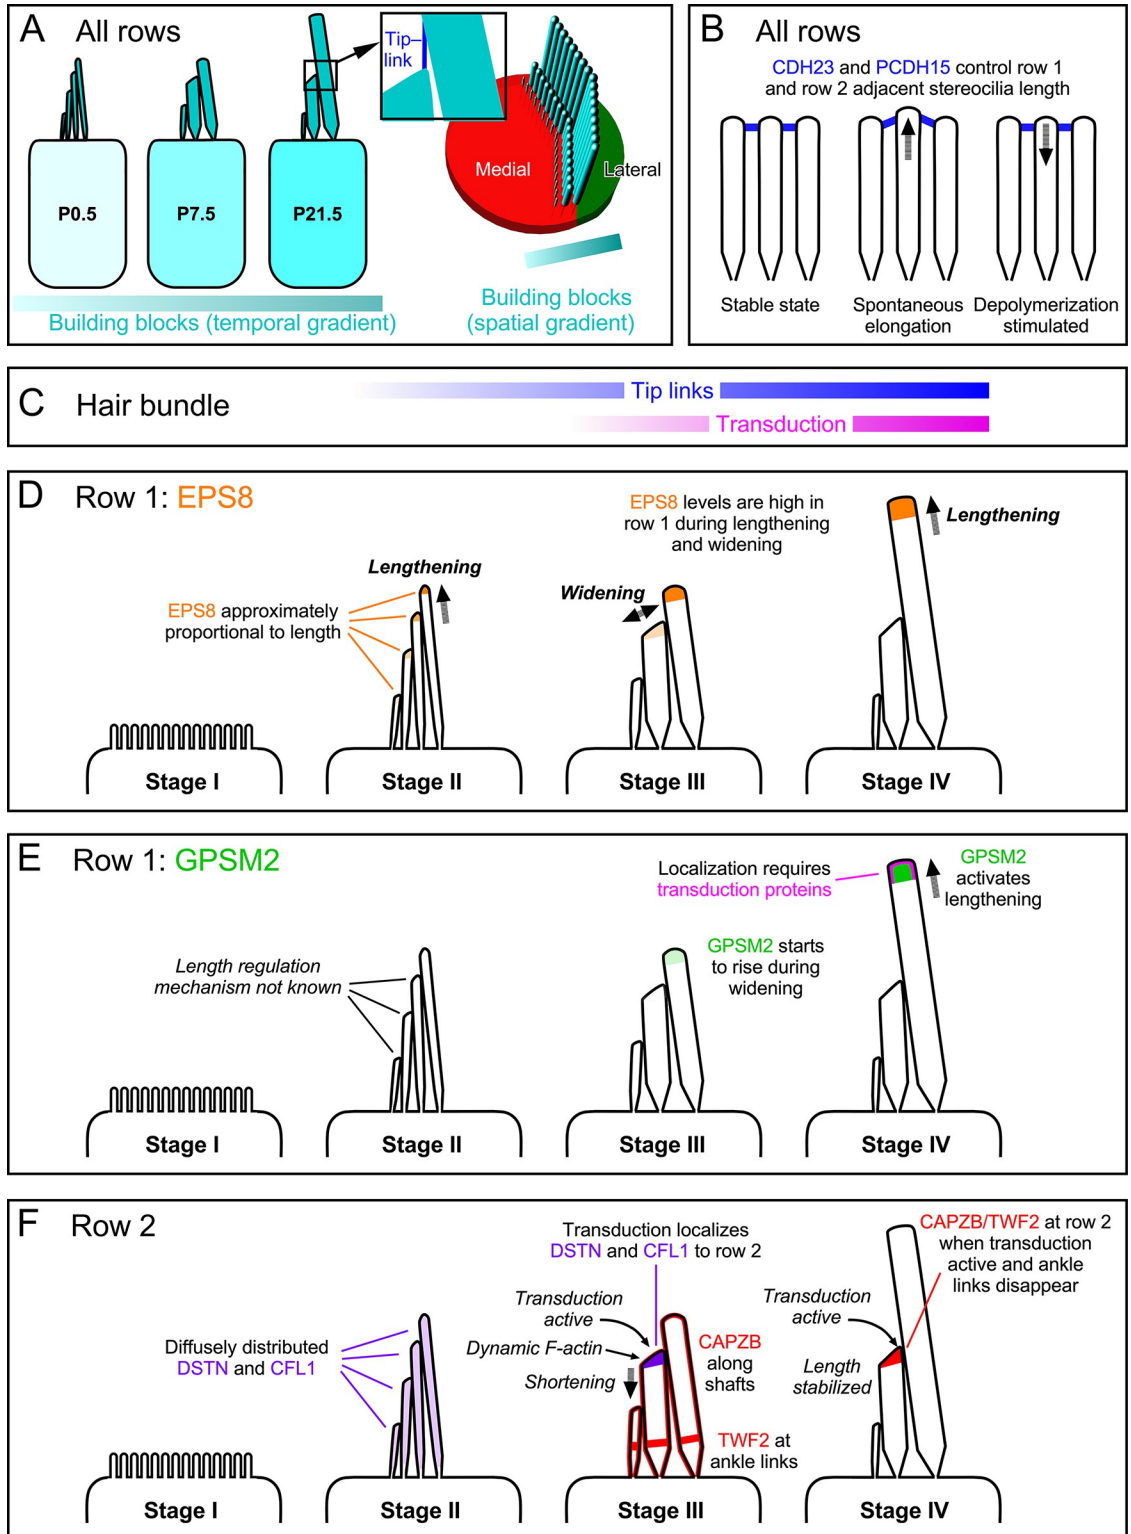 A All rows
Tip–
link
Medial
Lateral
P0.5
P7.5
P21.5
Building blocks (temporal gradient)
Building blocks
(spatial gradient)
B All rows
CDH23 and PCDH15 control row 1
and row 2 adjacent stereocilia length
Stable state
Spontaneous
elongation
Depolymerization
stimulated
C Hair bundle
Tip links
Transduction
D Row 1: EPS8
EPS8 levels are high in
row 1 during lengthening
and widening
Lengthening
Lengthening
Widening
EPS8 approximately
proportional to length
Stage I
Stage II
Stage III
Stage IV
E Row 1: GPSM2
Localization requires
transduction proteins
GPSM2
activates
lengthening
Length regulation
mechanism not known
GPSM2 starts
to rise during
widening
Stage I
Stage II
Stage III
Stage IV
F Row 2
Transduction localizes
DSTN and CFL1 to row 2
CAPZB/TWF2 at row 2
when transduction
active and ankle
links disappear
Transduction
active
Dynamic F-actin
Shortening
CAPZB
along
shafts
TWF2 at
ankle links
Transduction
active
Length
stabilized
Diffusely distributed
DSTN and CFL1
Stage I
Stage II
Stage III
Stage IV